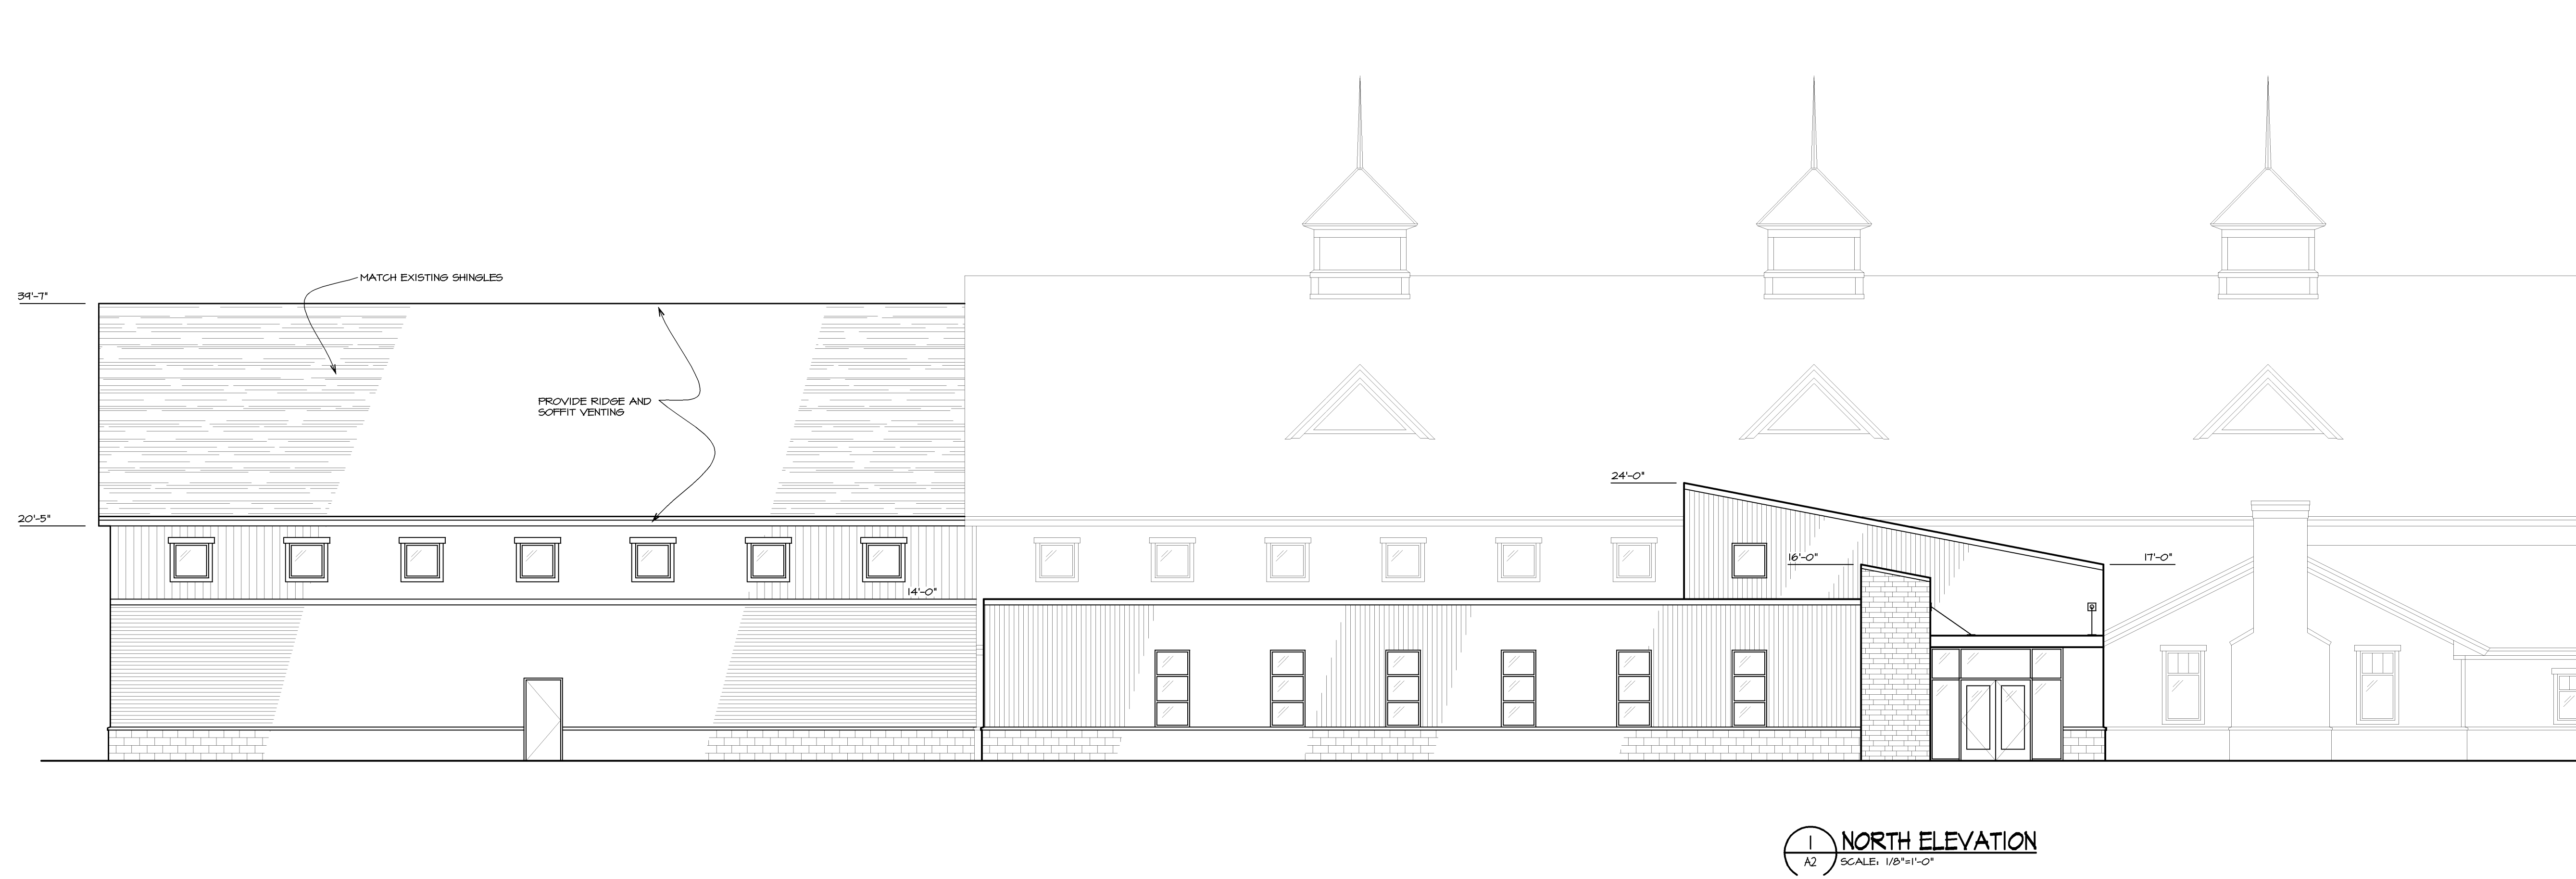 MATCH EXISTING SHINGLES
39'-7"
PROVIDE RIDGE AND
SOFFIT VENTING
24'-0"
20'-5"
16'-0"
17'-0"
14'-0"
1
A2
NORTH ELEVATION
SCALE: 1/8"=1'-0"